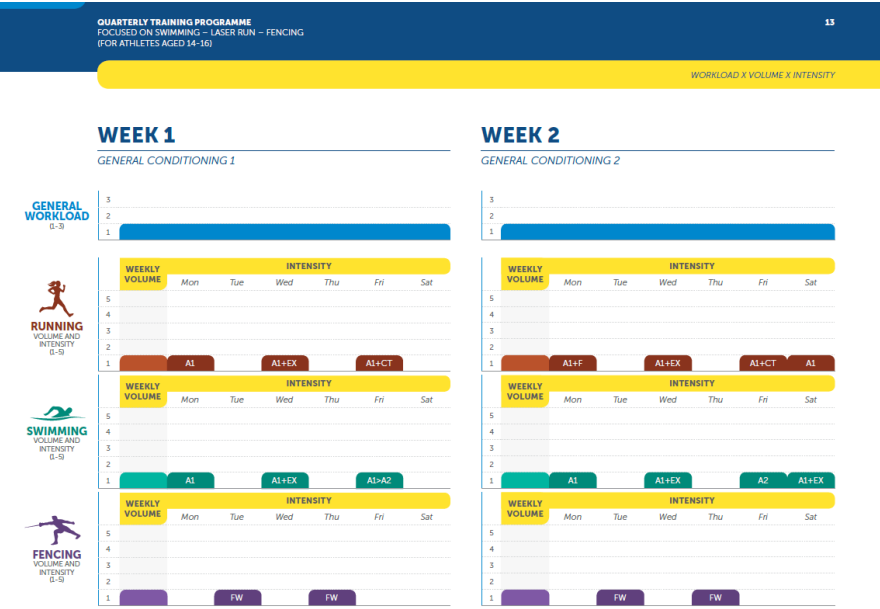 QUARTERLY TRAINING PROGRAMME
13
FOCUSED ON SWIMMING – LASER RUN – FENCING
(FOR ATHLETES AGED 14-16)
WORKLOAD X VOLUME X INTENSITY
WEEK 1
GENERAL CONDITIONING 1
WEEK 2
GENERAL CONDITIONING 2
GENERAL
WORKLOAD
(1-3)
3
2
1
3
2
1
RUNNING
VOLUME AND
INTENSITY
(1-5)
WEEKLY
VOLUME
INTENSITY
Mon Tue Wed Thu Fri Sat
5
4
3
2
1 A1 A1+EX A1+CT
WEEKLY
VOLUME
INTENSITY
Mon Tue Wed Thu Fri Sat
5
4
3
2
1 A1+F A1+EX A1+CT A1
SWIMMING
VOLUME AND
INTENSITY
(1-5)
WEEKLY
VOLUME
INTENSITY
Mon Tue Wed Thu Fri Sat
5
4
3
2
1 A1 A1+EX A1>A2
WEEKLY
VOLUME
INTENSITY
Mon Tue Wed Thu Fri Sat
5
4
3
2
1 A1 A1+EX A2 A1+EX
FENCING
VOLUME AND
INTENSITY
(1-5)
WEEKLY
VOLUME
INTENSITY
Mon Tue Wed Thu Fri Sat
5
4
3
2
1 FW FW
WEEKLY
VOLUME
INTENSITY
Mon Tue Wed Thu Fri Sat
5
4
3
2
1 FW FW